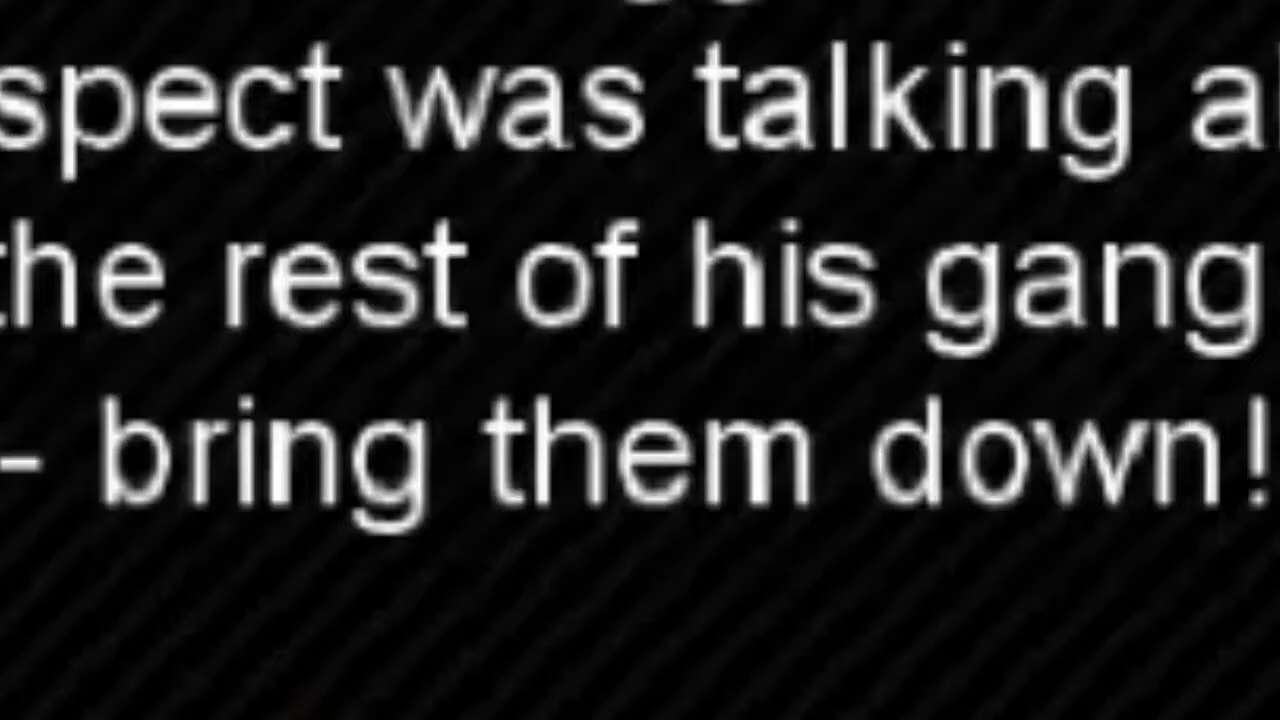 spect was talking a
the rest of his gang
- bring them down!